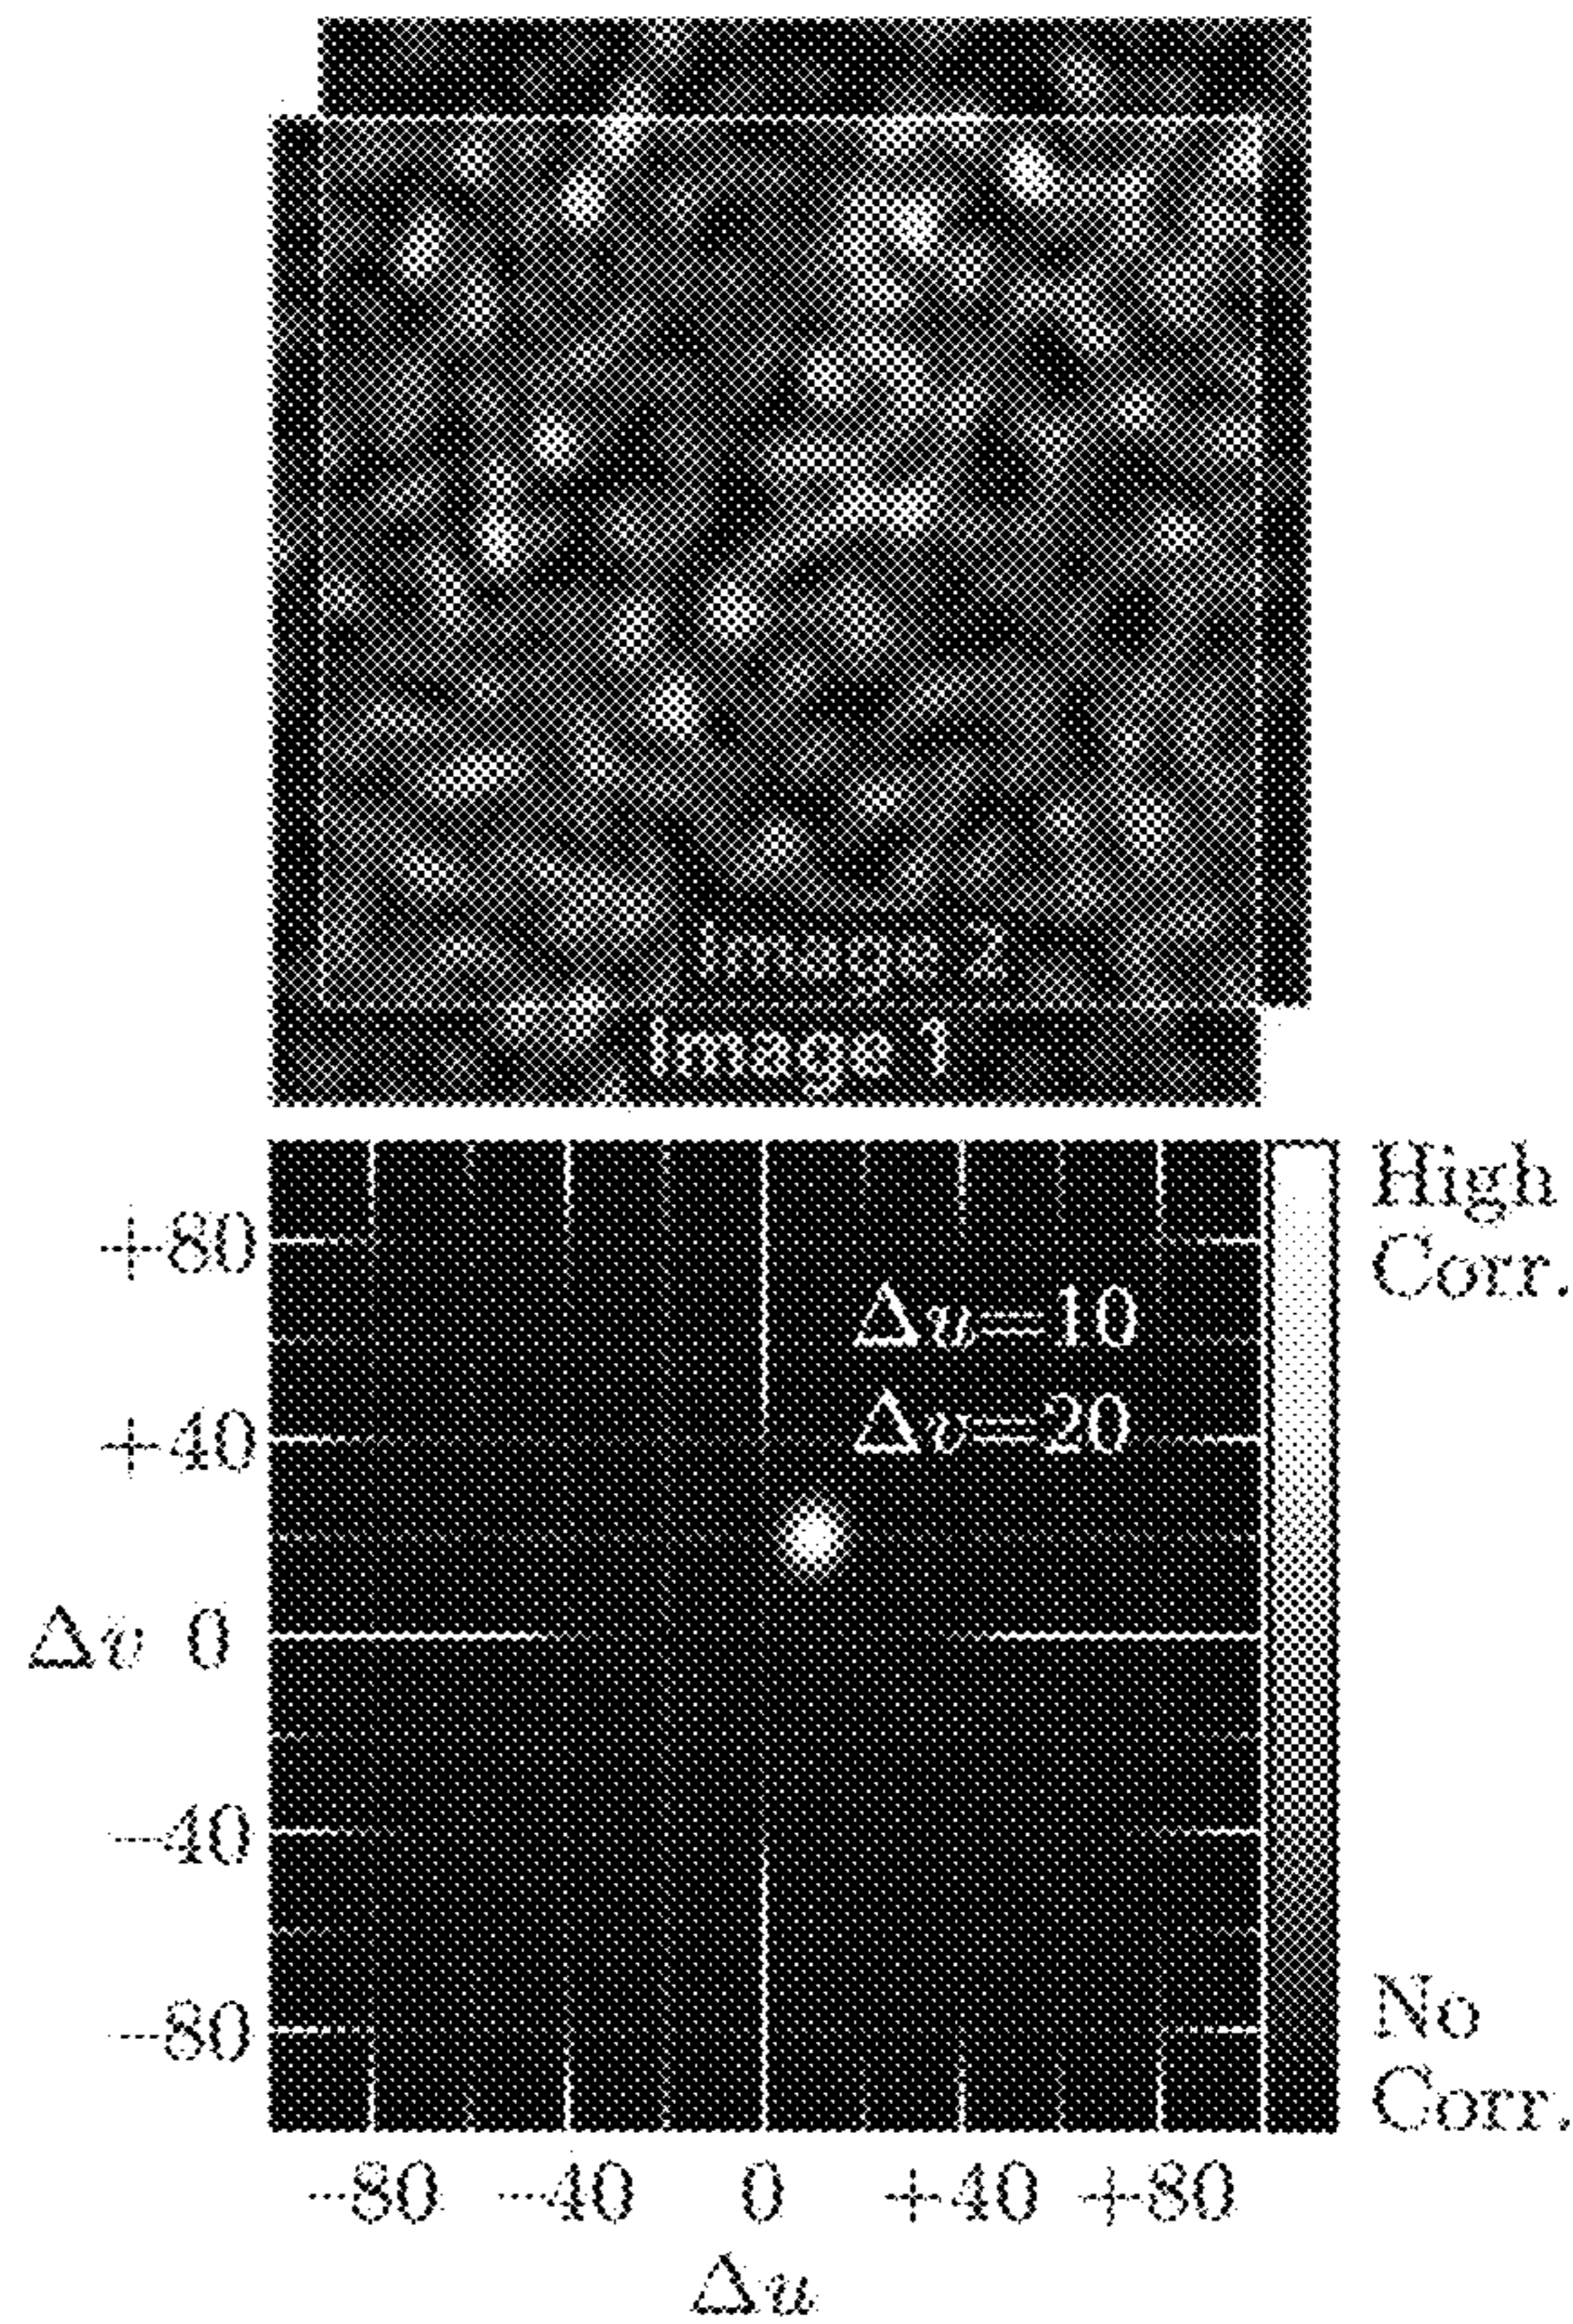 Image 2
Image 1
High
Corr.
+80
Δu=10
Δv=20
+40
Δv 0
−40
−80
No
Corr.
−80 −40 0 +40 +80
Δu